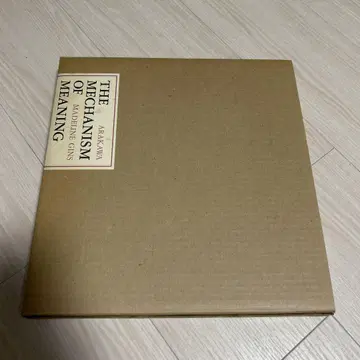 THE
MECHANISM
OF
MEANING
ARAKAWA
MADELINE GINS